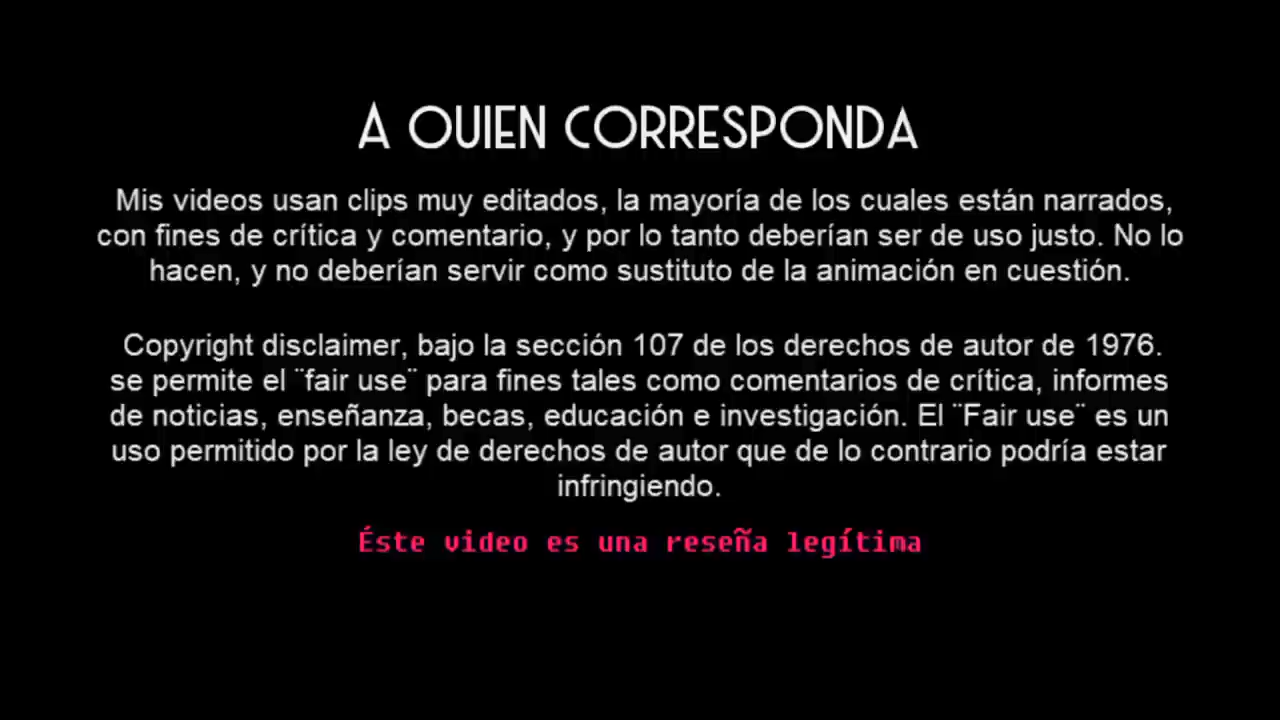 A QUIEN CORRESPONDA
Mis videos usan clips muy editados, la mayoría de los cuales están narrados,
con fines de crítica y comentario, y por lo tanto deberían ser de uso justo. No lo
hacen, y no deberían servir como sustituto de la animación en cuestión.
Copyright disclaimer, bajo la sección 107 de los derechos de autor de 1976.
se permite el ¨fair use¨ para fines tales como comentarios de crítica, informes
de noticias, enseñanza, becas, educación e investigación. El ¨Fair use¨ es un
uso permitido por la ley de derechos de autor que de lo contrario podría estar
infringiendo.
Éste video es una reseña legítima